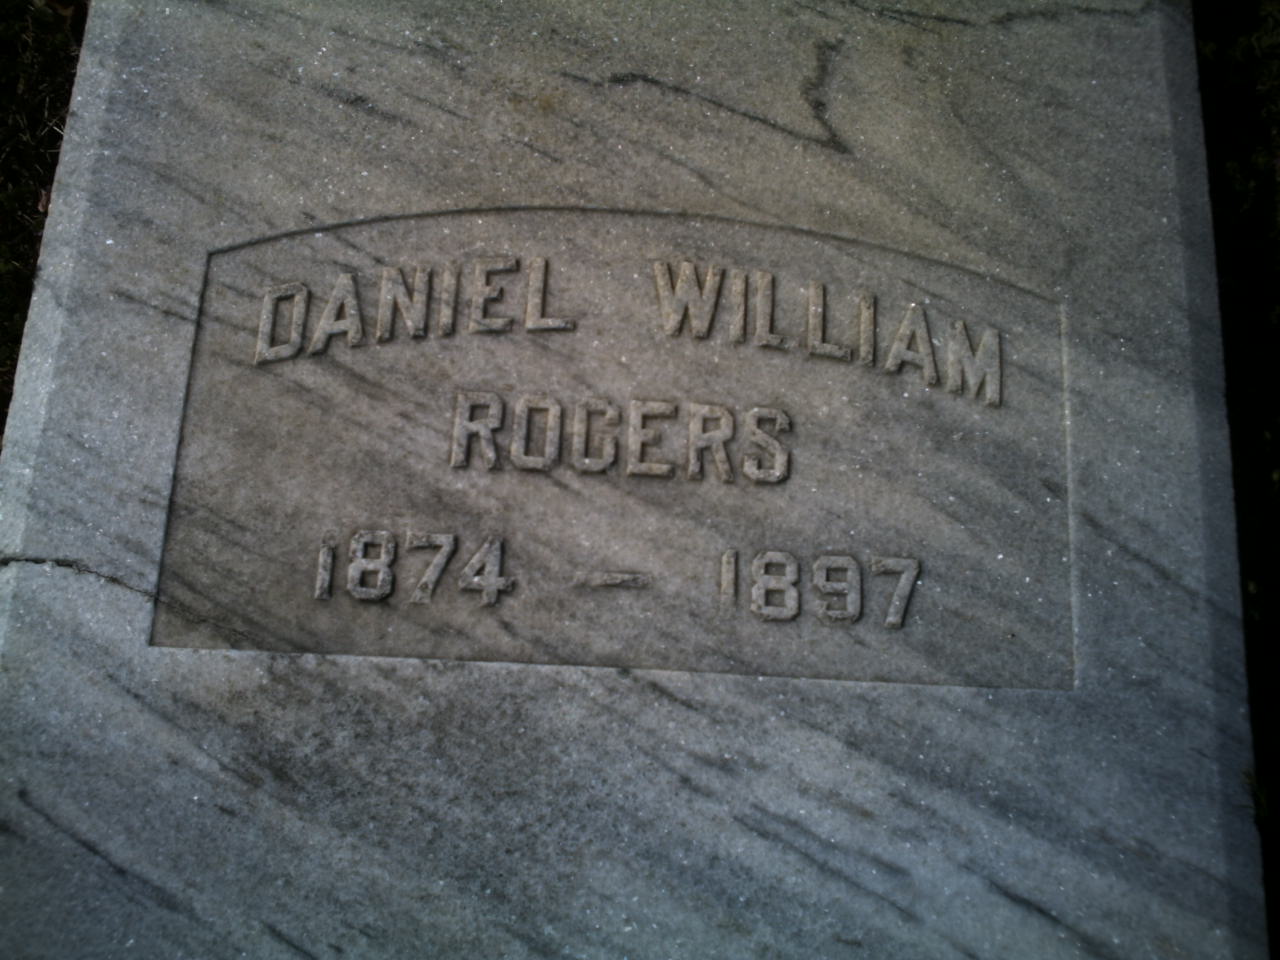 DANIEL WILLIAM
ROGERS
1874 - 1897